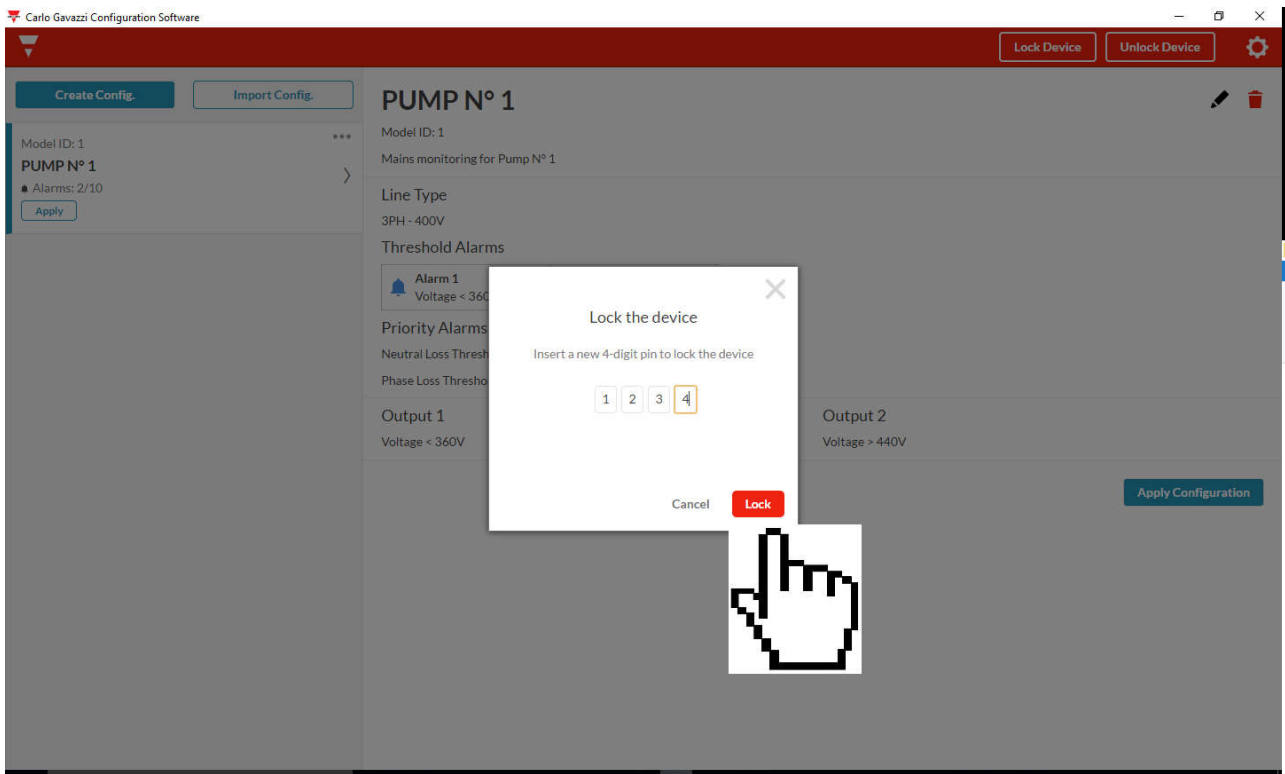 Carlo Gavazzi Configuration Software
Lock Device
Unlock Device
Create Config.
Import Config.
Model ID: 1
PUMP N° 1
Alarms: 2/10
Apply
PUMP N° 1
Model ID: 1
Mains monitoring for Pump N° 1
Line Type
3PH - 400V
Threshold Alarms
Alarm 1
Voltage < 360
Priority Alarms
Neutral Loss Thresh
Phase Loss Thresho
Output 1
Voltage < 360V
Output 2
Voltage > 440V
Apply Configuration
Lock the device
Insert a new 4-digit pin to lock the device
1 2 3 4
Cancel
Lock